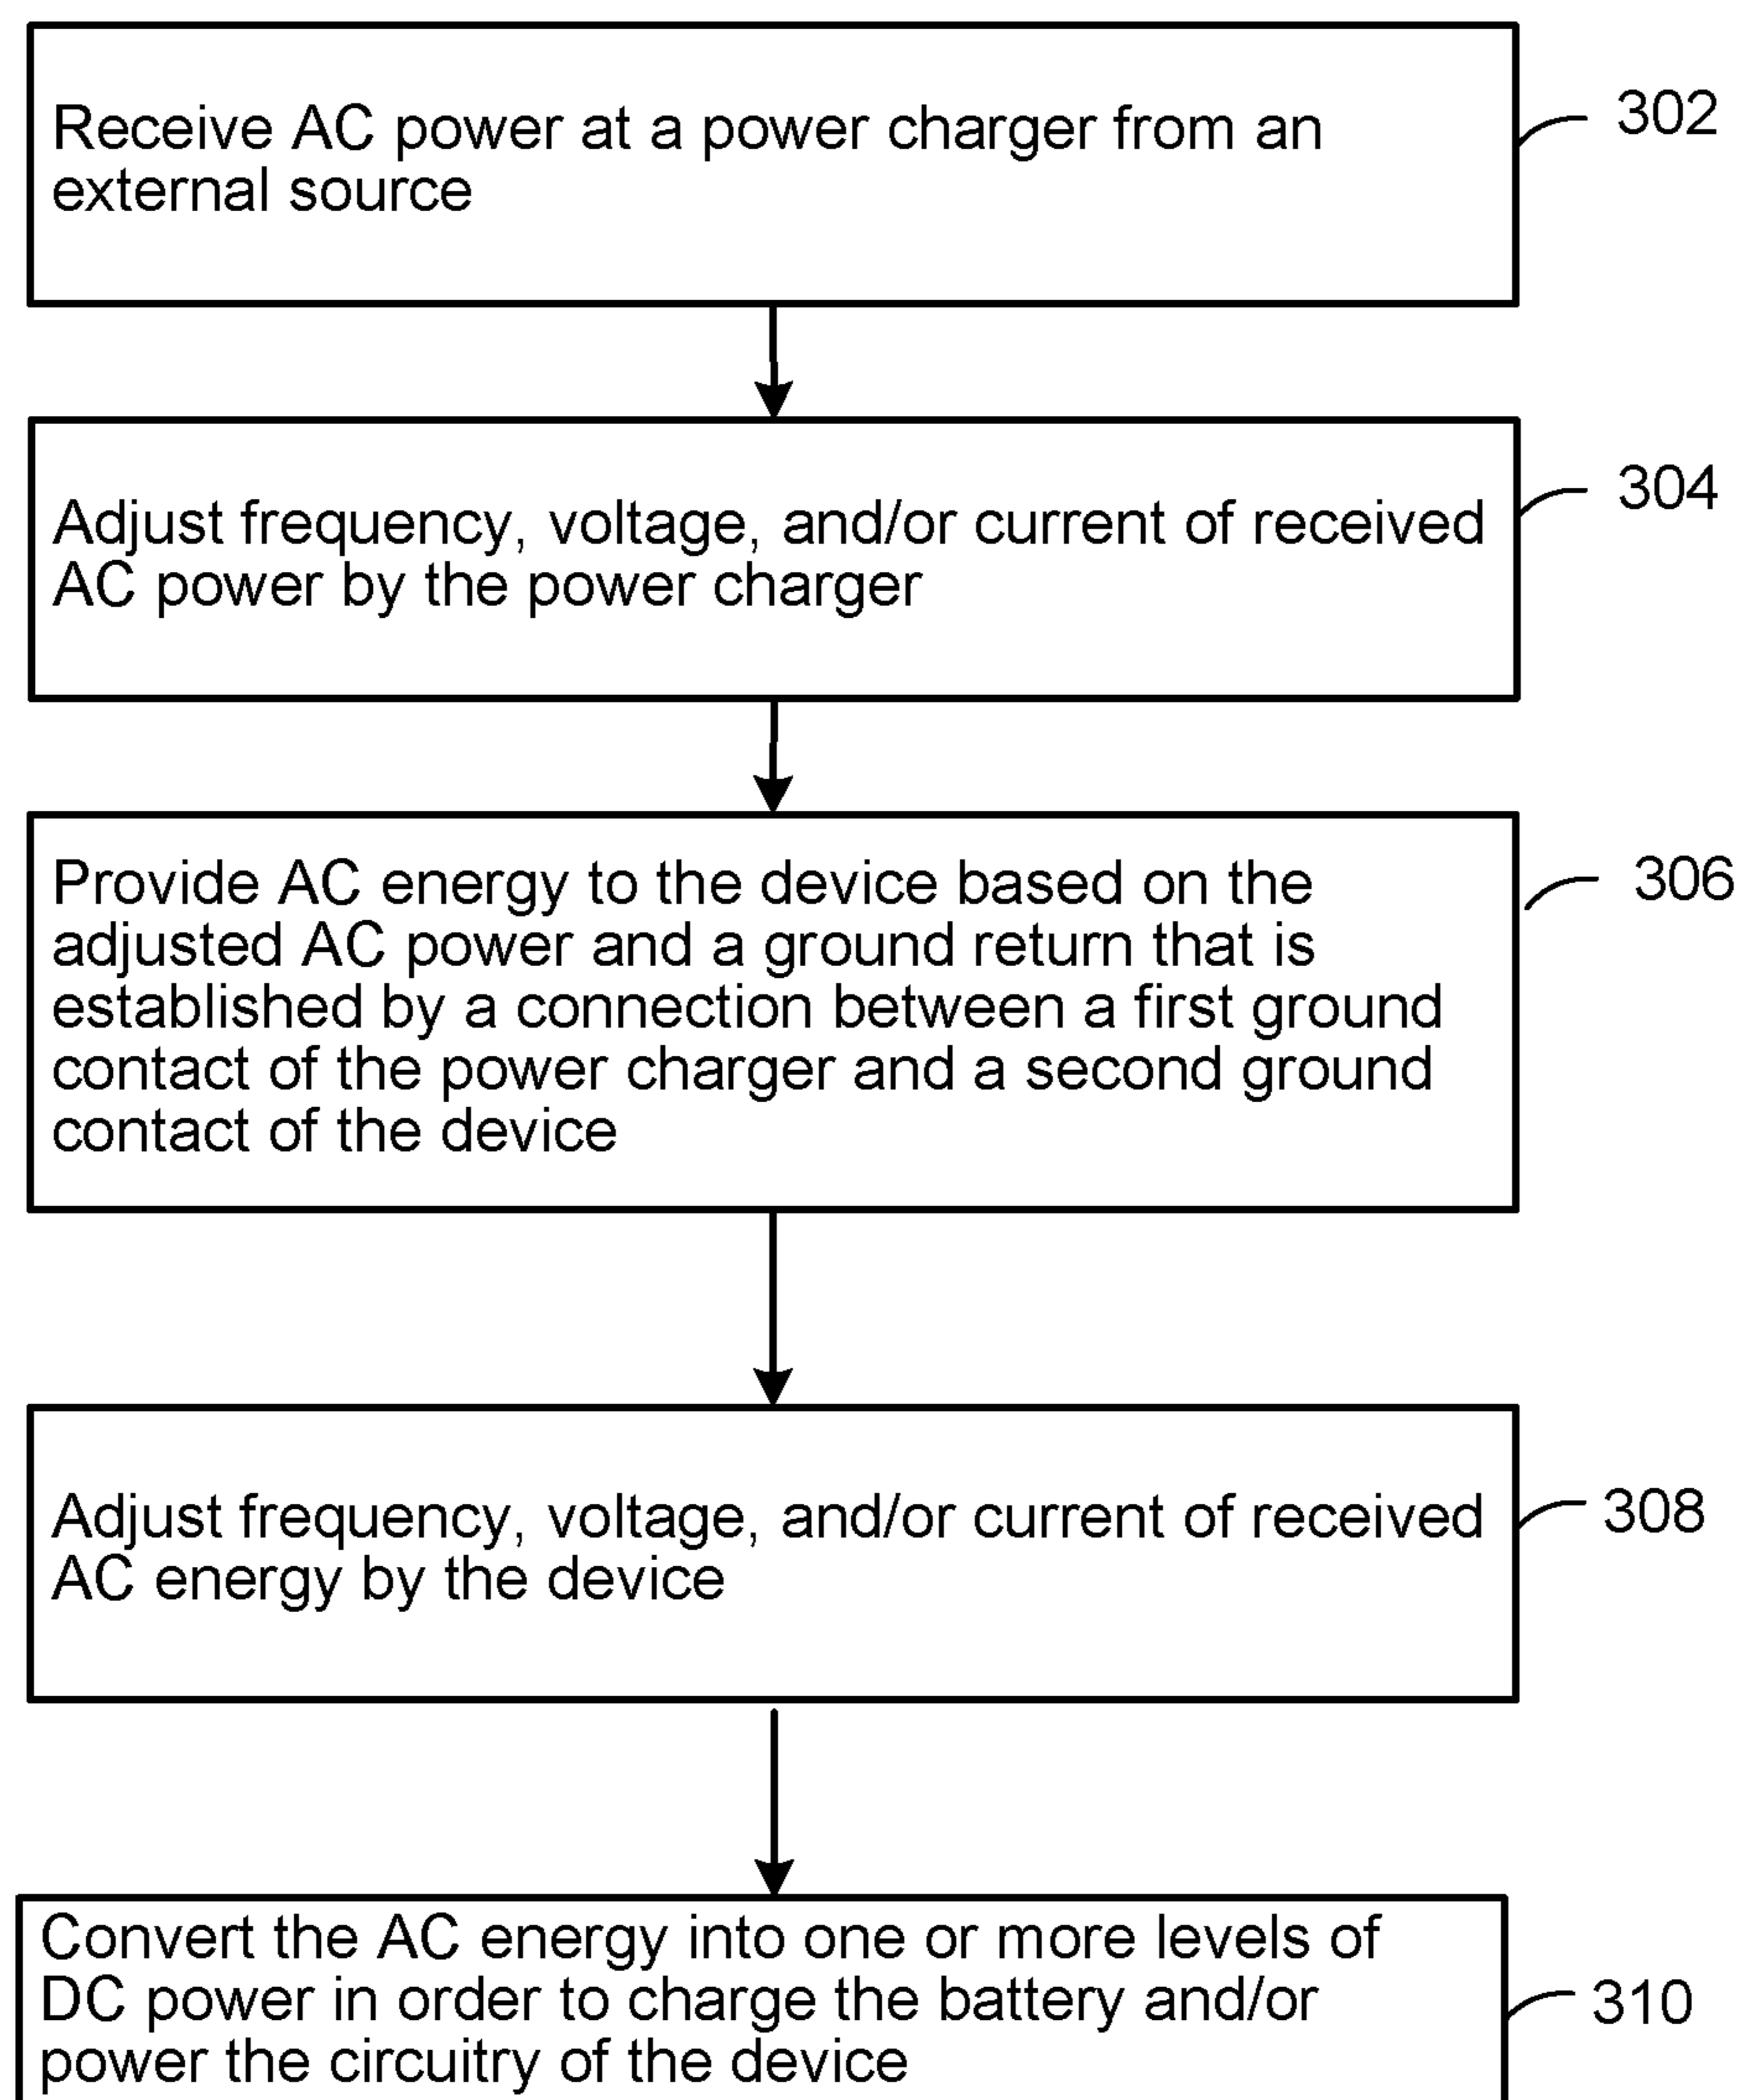 Receive AC power at a power charger from an
external source
302
Adjust frequency, voltage, and/or current of received
AC power by the power charger
304
Provide AC energy to the device based on the
adjusted AC power and a ground return that is
established by a connection between a first ground
contact of the power charger and a second ground
contact of the device
306
Adjust frequency, voltage, and/or current of received
AC energy by the device
308
Convert the AC energy into one or more levels of
DC power in order to charge the battery and/or
power the circuitry of the device
310